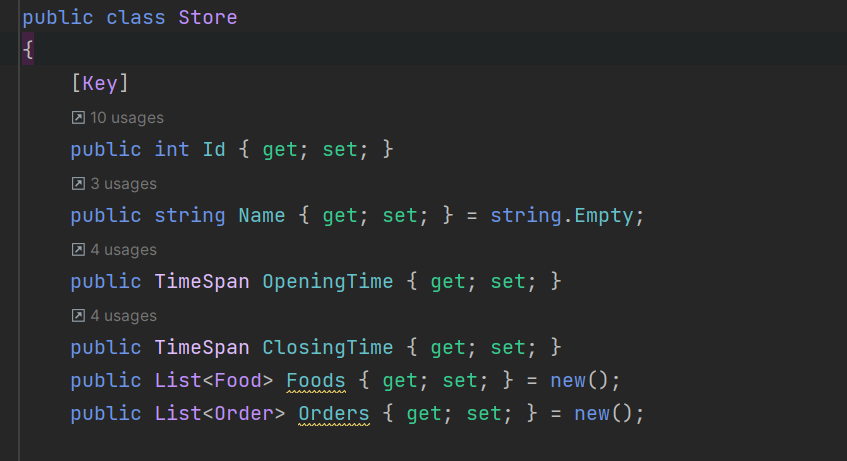 public class Store
{
[Key]
10 usages
public int Id { get; set; }
3 usages
public string Name { get; set; } = string.Empty;
4 usages
public TimeSpan OpeningTime { get; set; }
4 usages
public TimeSpan ClosingTime { get; set; }
public List<Food> Foods { get; set; } = new();
public List<Order> Orders { get; set; } = new();